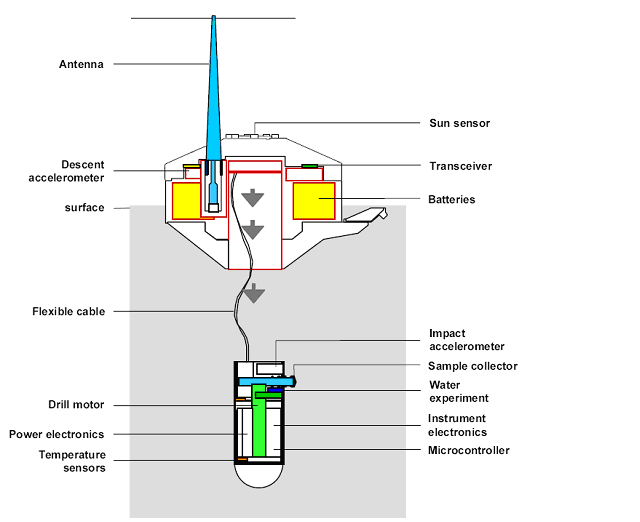 Antenna
Sun sensor
Descent
accelerometer
Transceiver
Batteries
surface
Flexible cable
Impact
accelerometer
Sample collector
Water
experiment
Drill motor
Instrument
electronics
Power electronics
Microcontroller
Temperature
sensors